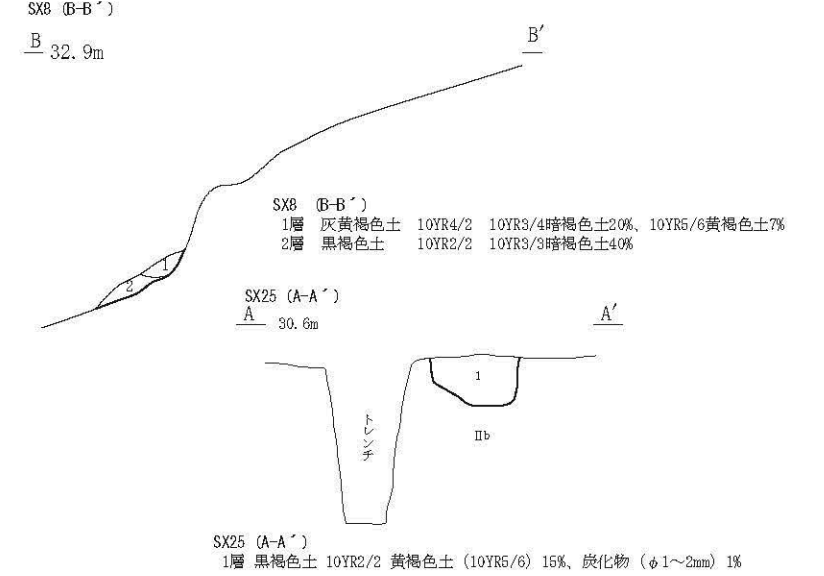 SX8 (B-B´)
B 32.9m
B′
SX8 (B-B´)
1層 灰黄褐色土 10YR4/2 10YR3/4暗褐色土20%、10YR5/6黄褐色土7%
2層 黒褐色土 10YR2/2 10YR3/3暗褐色土40%
1
2
SX25 (A-A´)
A 30.6m
A′
1
トレンチ
Ⅱb
SX25 (A-A´)
1層 黒褐色土 10YR2/2 黄褐色土 (10YR5/6) 15%、炭化物 (φ1～2mm) 1%